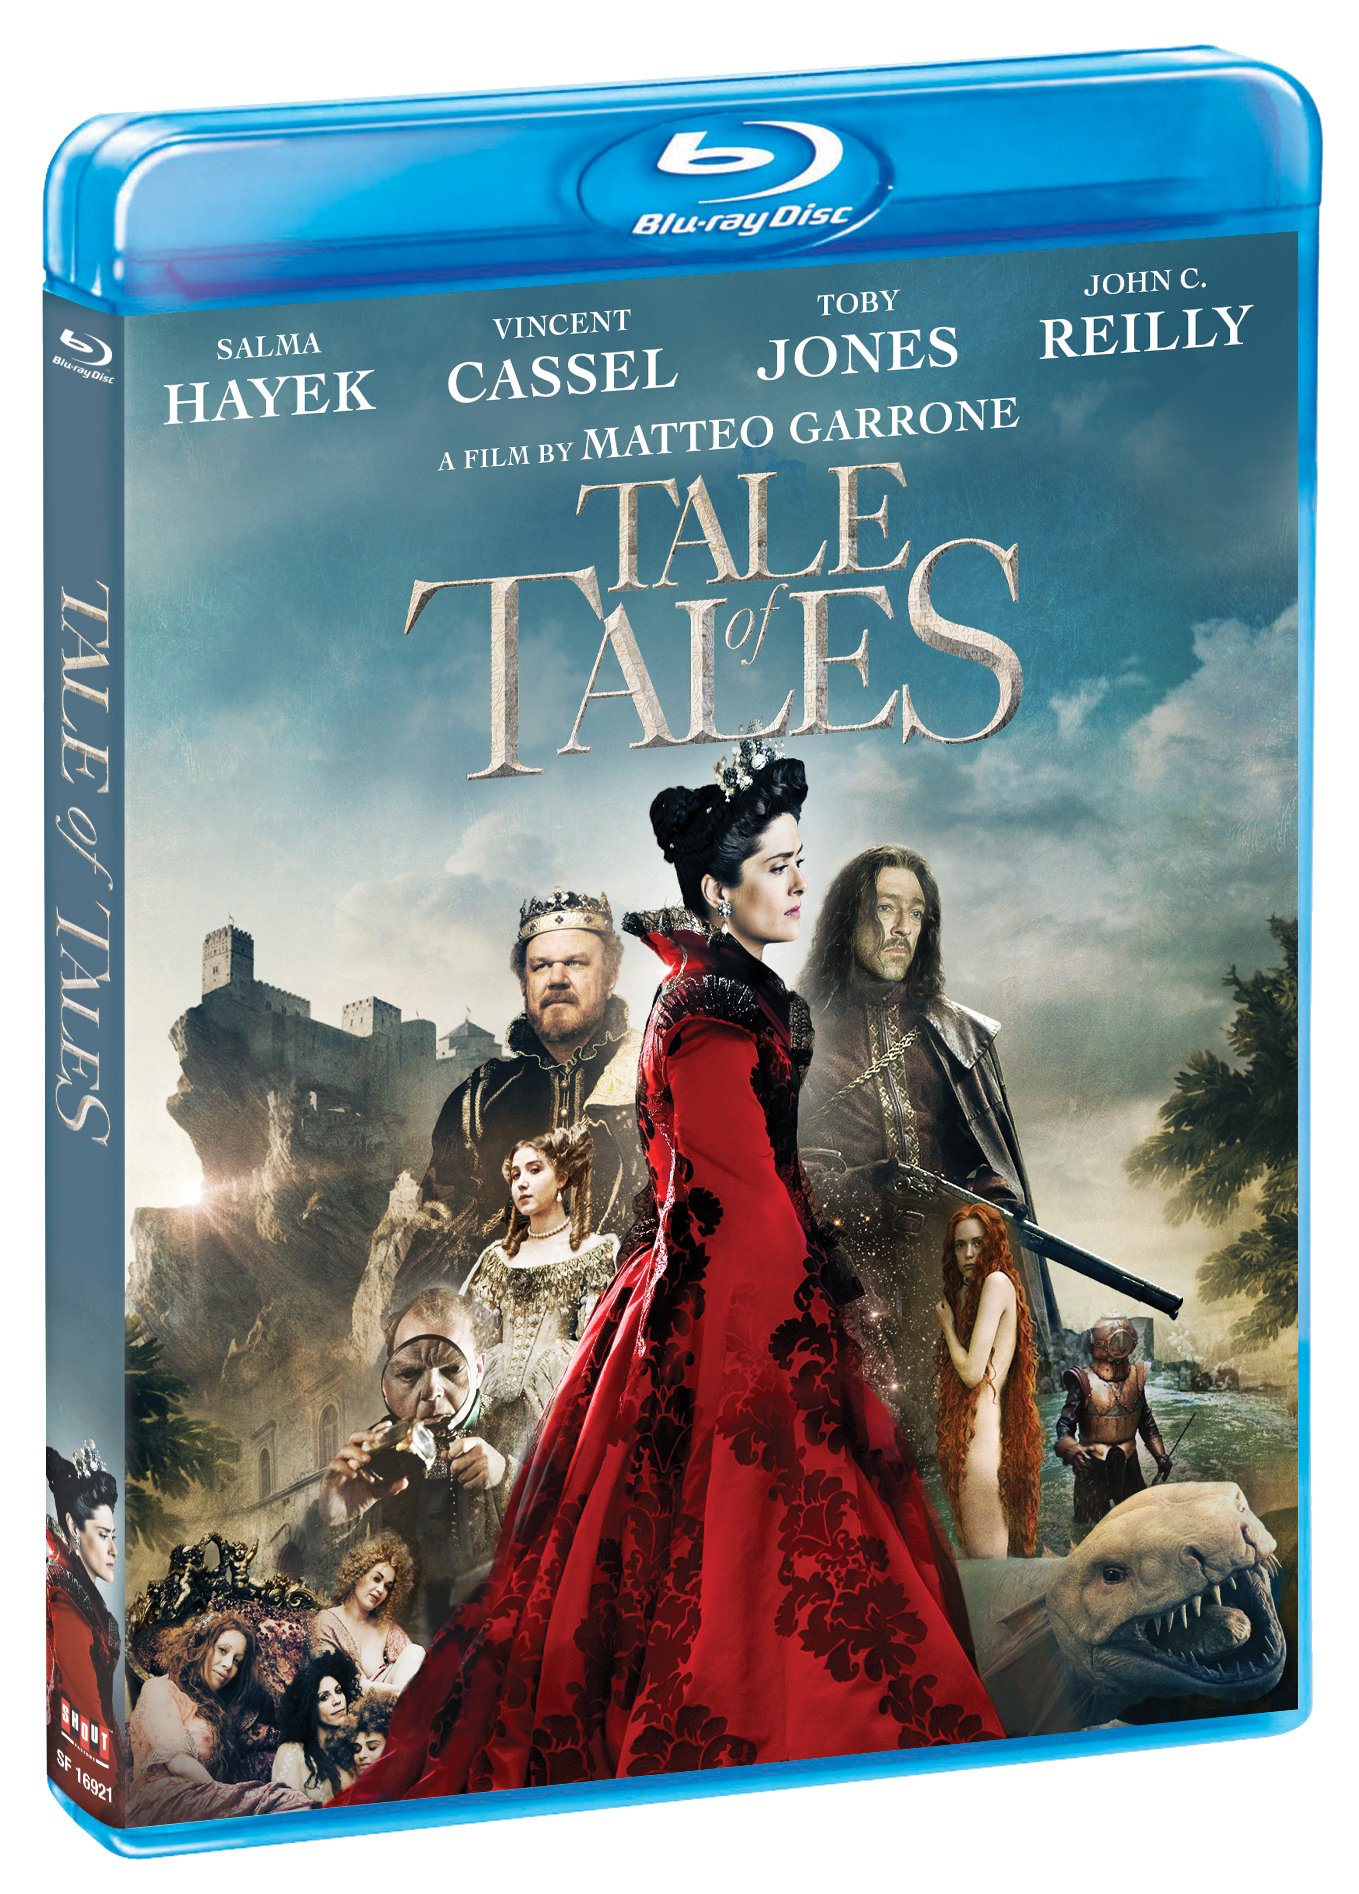 Blu-ray Disc
SALMA
HAYEK
VINCENT
CASSEL
TOBY
JONES
JOHN C.
REILLY
A FILM BY MATTEO GARRONE
TALE
of
TALES
Blu-ray Disc
TALE of TALES
SHOUT
FACTORY
SF 16921